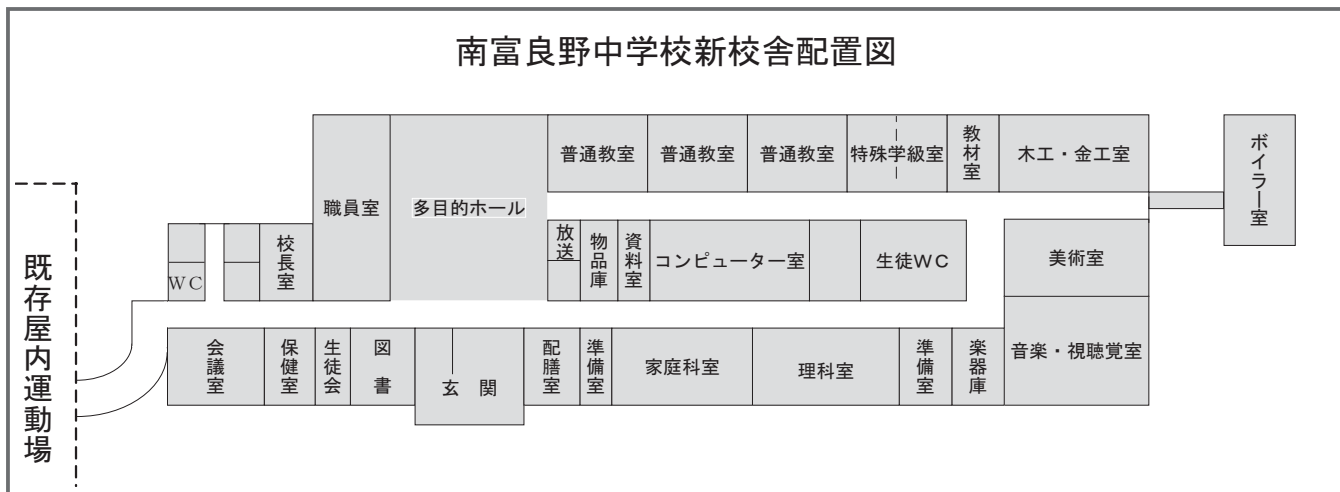 南富良野中学校新校舎配置図
普通教室
普通教室
普通教室
特殊学級室
教材室
木工・金工室
ボイラー室
職員室
多目的ホール
既存屋内運動場
WC
校長室
放送
物品庫
資料室
コンピューター室
生徒WC
美術室
会議室
保健室
生徒会
図書
玄関
配膳室
準備室
家庭科室
理科室
準備室
楽器庫
音楽・視聴覚室